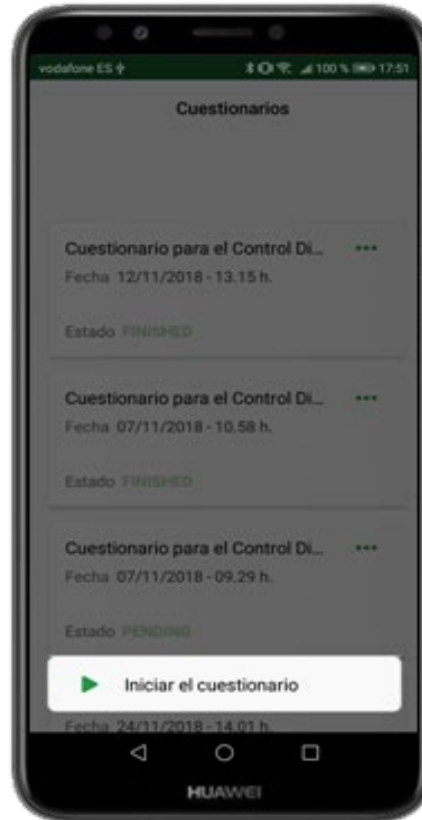 vodafone ES 100 % 17:51
Cuestionarios
Cuestionario para el Control Di...
Fecha 12/11/2018 - 13.15 h.
Estado FINISHED
Cuestionario para el Control Di...
Fecha 07/11/2018 - 10.58 h.
Estado FINISHED
Cuestionario para el Control Di...
Fecha 07/11/2018 - 09.29 h.
Estado PENDING
Iniciar el cuestionario
Fecha 24/11/2018 - 14.01 h.
HUAWEI